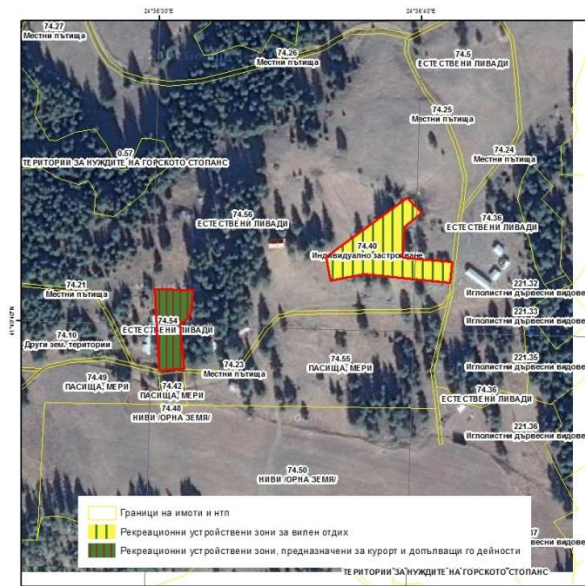 24°36'30"E
24°36'40"E
74.27
Местни пътища
74.26
Местни пътища
74.5
ЕСТЕСТВЕНИ ЛИВАДИ
74.25
Местни пътища
74.24
Местни пътища
0.57
ТЕРИТОРИИ ЗА НУЖДИТЕ НА ГОРСКОТО СТОПАНС
74.56
ЕСТЕСТВЕНИ ЛИВАДИ
74.36
ЕСТЕСТВЕНИ ЛИВАДИ
74.40
Индивидуално застрояване
74.21
Местни пътища
221.32
Иглолистни дървесни видове
74.54
ЕСТЕСТВЕНИ ЛИВАДИ
221.33
Иглолистни дървесни видове
74.10
Други зем. територии
74.23
Местни пътища
74.55
ПАСИЩА, МЕРИ
221.35
Иглолистни дървесни видове
74.49
ПАСИЩА, МЕРИ
74.42
ПАСИЩА, МЕРИ
74.36
ЕСТЕСТВЕНИ ЛИВАДИ
74.48
НИВИ /ОРНА ЗЕМЯ/
221.36
Иглолистни дървесни видове
74.50
НИВИ /ОРНА ЗЕМЯ/
Граници на имоти и нтп
Рекреационни устройствени зони за вилен отдих
Рекреационни устройствени зони, предназначени за курорт и допълващи го дейности
ТЕРИТОРИИ ЗА НУЖДИТЕ НА ГОРСКОТО СТОПАНС